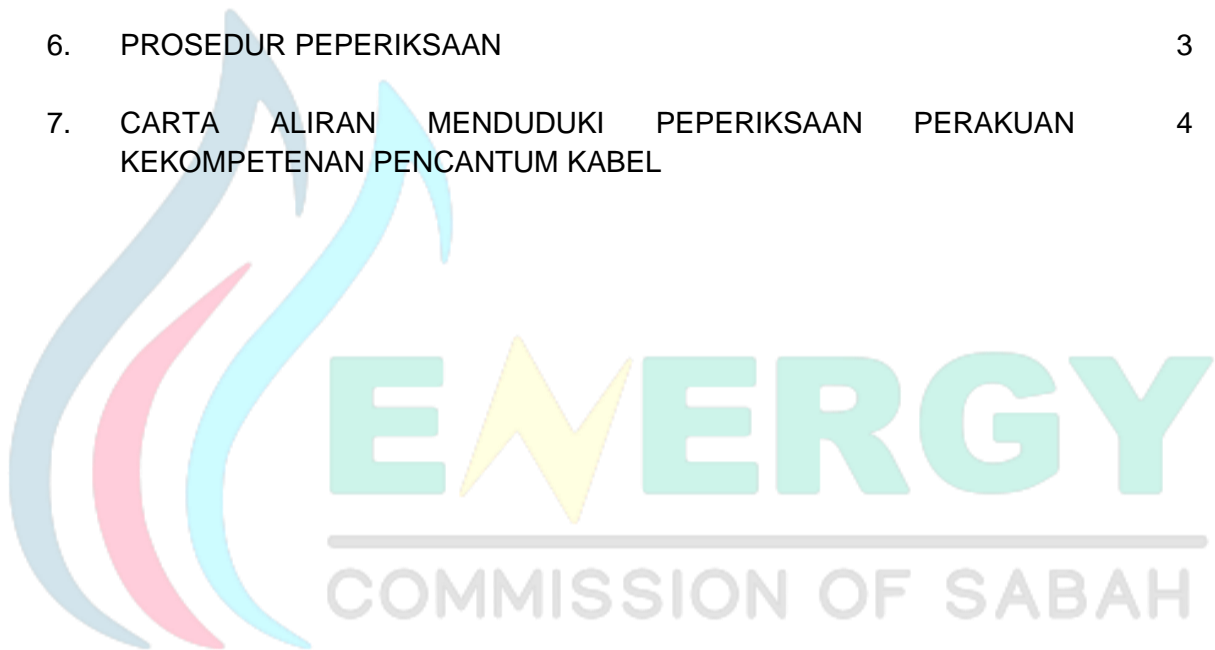 6. PROSEDUR PEPERIKSAAN 3
7. CARTA ALIRAN MENDUDUKI PEPERIKSAAN PERAKUAN 4
KEKOMPETENAN PENCANTUM KABEL
ENERGY
COMMISSION OF SABAH